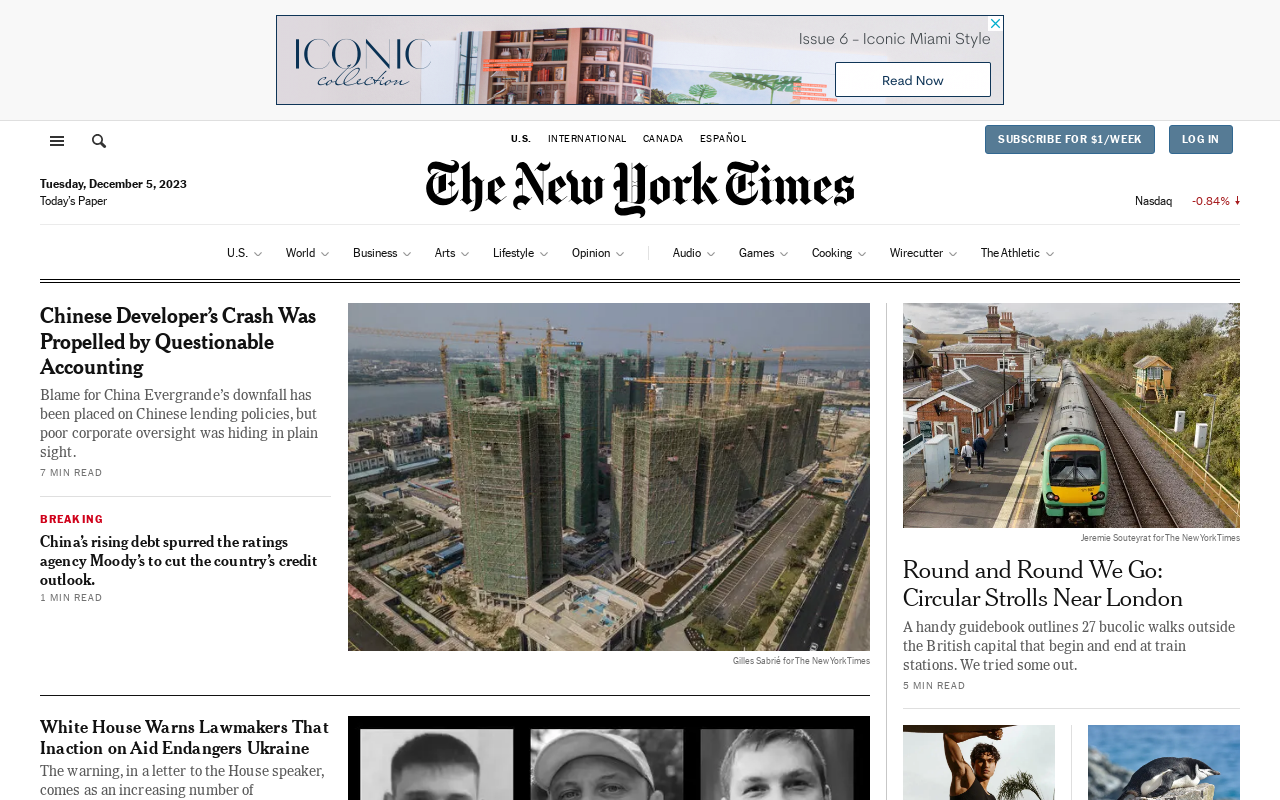 ICONIC
collection
Issue 6 – Iconic Miami Style
Read Now
U.S.
INTERNATIONAL
CANADA
ESPAÑOL
SUBSCRIBE FOR $1/WEEK
LOG IN
Tuesday, December 5, 2023
Today's Paper
The New York Times
Nasdaq -0.84% ↓
U.S. World Business Arts Lifestyle Opinion Audio Games Cooking Wirecutter The Athletic
Chinese Developer’s Crash Was
Propelled by Questionable
Accounting
Blame for China Evergrande’s downfall has
been placed on Chinese lending policies, but
poor corporate oversight was hiding in plain
sight.
7 MIN READ
BREAKING
China’s rising debt spurred the ratings
agency Moody’s to cut the country’s credit
outlook.
1 MIN READ
Gilles Sabrié for The New York Times
Jeremie Souteyrat for The New York Times
Round and Round We Go:
Circular Strolls Near London
A handy guidebook outlines 27 bucolic walks outside
the British capital that begin and end at train
stations. We tried some out.
5 MIN READ
White House Warns Lawmakers That
Inaction on Aid Endangers Ukraine
The warning, in a letter to the House speaker,
comes as an increasing number of